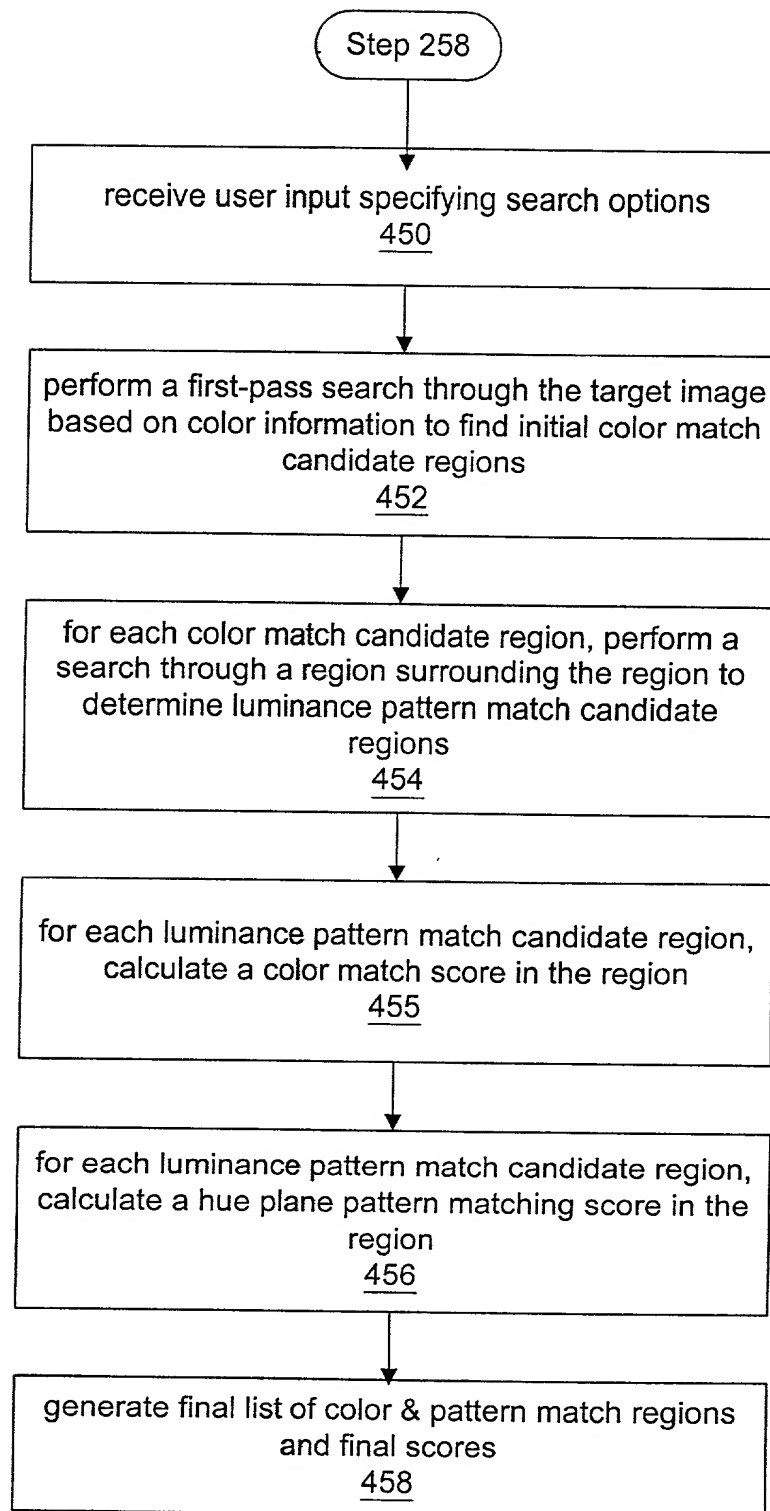 Step 258
receive user input specifying search options
450
perform a first-pass search through the target image
based on color information to find initial color match
candidate regions
452
for each color match candidate region, perform a
search through a region surrounding the region to
determine luminance pattern match candidate
regions
454
for each luminance pattern match candidate region,
calculate a color match score in the region
455
for each luminance pattern match candidate region,
calculate a hue plane pattern matching score in the
region
456
generate final list of color & pattern match regions
and final scores
458